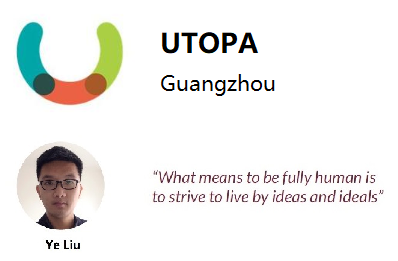 UTOPA
Guangzhou
“What means to be fully human is
to strive to live by ideas and ideals”
Ye Liu